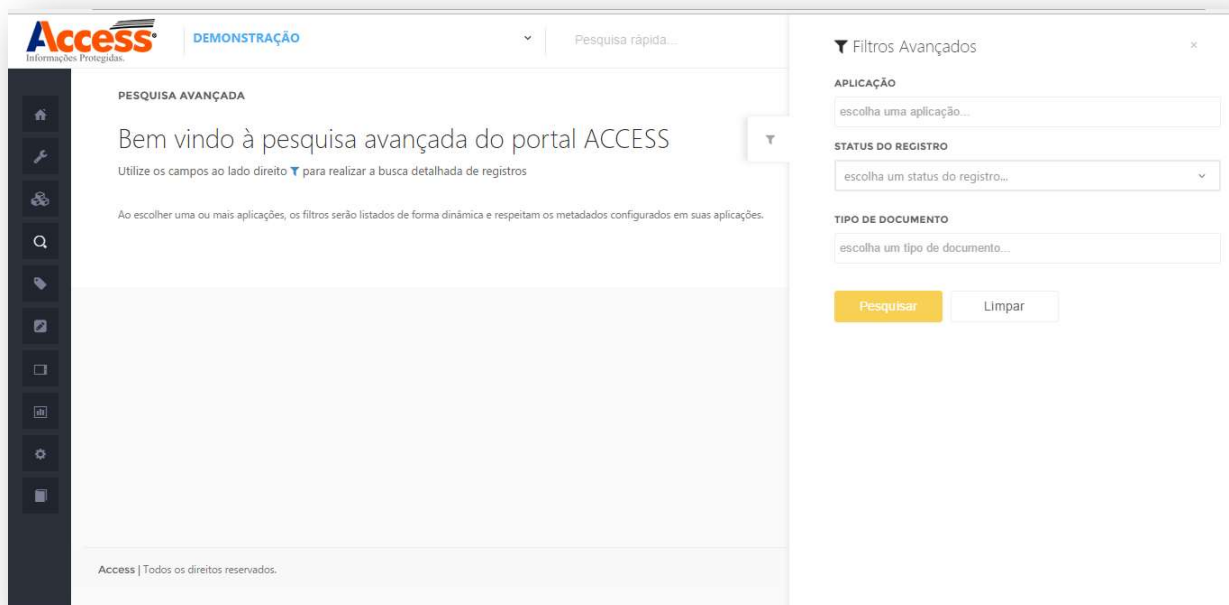 Access®
Informações Protegidas.
DEMONSTRAÇÃO
Pesquisa rápida...
PESQUISA AVANÇADA
Bem vindo à pesquisa avançada do portal ACCESS
Utilize os campos ao lado direito para realizar a busca detalhada de registros
Ao escolher uma ou mais aplicações, os filtros serão listados de forma dinâmica e respeitam os metadados configurados em suas aplicações.
Access | Todos os direitos reservados.
Filtros Avançados
×
APLICAÇÃO
escolha uma aplicação...
STATUS DO REGISTRO
escolha um status do registro...
TIPO DE DOCUMENTO
escolha um tipo de documento...
Pesquisar
Limpar